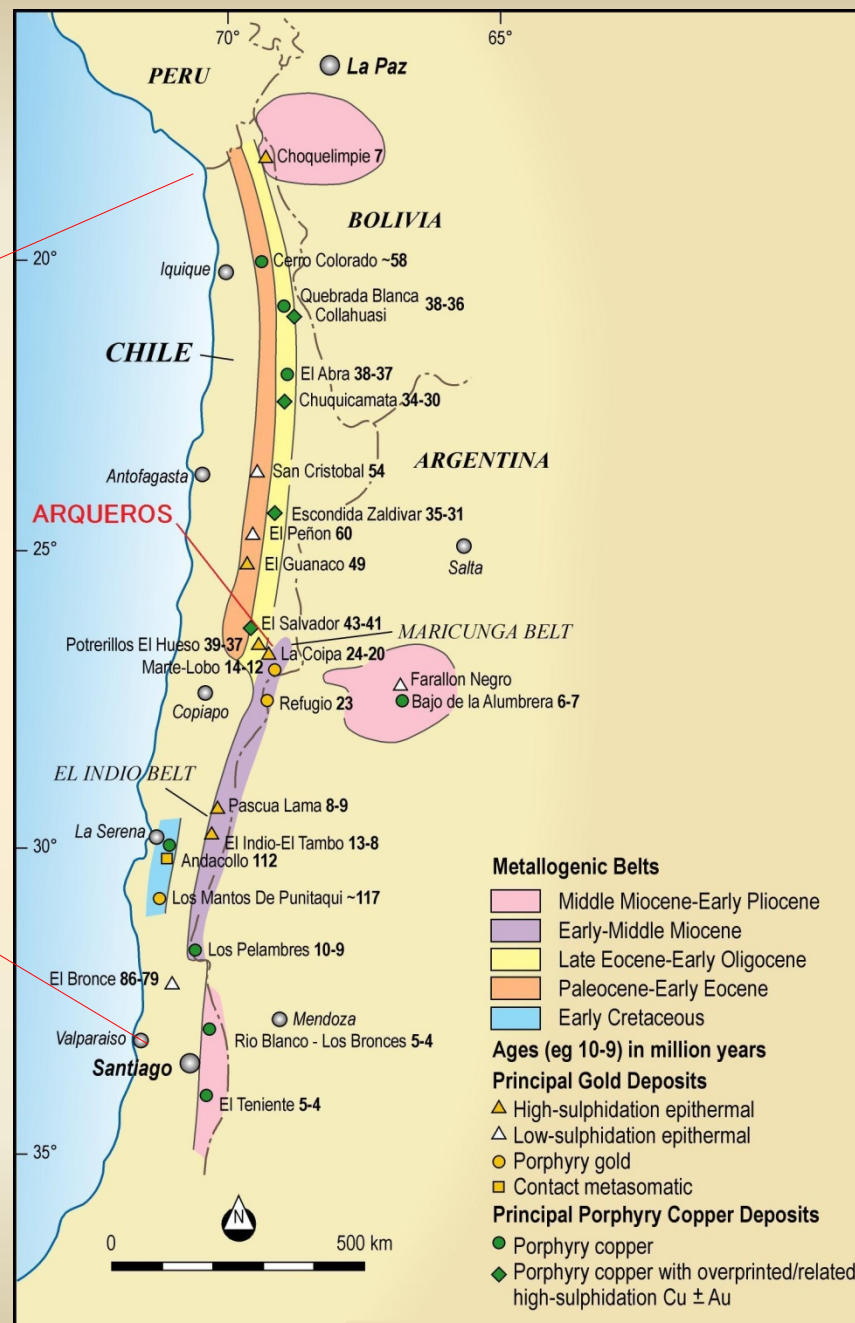 70°
65°
PERU
La Paz
Choquelimpie 7
BOLIVIA
20°
Iquique
Cerro Colorado ~58
Quebrada Blanca
38-36
Collahuasi
CHILE
El Abra 38-37
Chuquicamata 34-30
ARGENTINA
Antofagasta
San Cristobal 54
ARQUEROS
Escondida Zaldivar 35-31
El Peñon 60
25°
Salta
El Guanaco 49
El Salvador 43-41
MARICUNGA BELT
Potrerillos El Hueso 39-37
La Coipa 24-20
Marte-Lobo 14-12
Farallon Negro
Copiapo
Refugio 23
Bajo de la Alumbrera 6-7
EL INDIO BELT
Pascua Lama 8-9
La Serena
El Indio-El Tambo 13-8
30°
Andacollo 112
Los Mantos De Punitaqui ~117
Los Pelambres 10-9
El Bronce 86-79
Mendoza
Valparaiso
Rio Blanco - Los Bronces 5-4
Santiago
El Teniente 5-4
35°
N
0
500 km
Metallogenic Belts
Middle Miocene-Early Pliocene
Early-Middle Miocene
Late Eocene-Early Oligocene
Paleocene-Early Eocene
Early Cretaceous
Ages (eg 10-9) in million years
Principal Gold Deposits
High-sulphidation epithermal
Low-sulphidation epithermal
Porphyry gold
Contact metasomatic
Principal Porphyry Copper Deposits
Porphyry copper
Porphyry copper with overprinted/related
high-sulphidation Cu ± Au